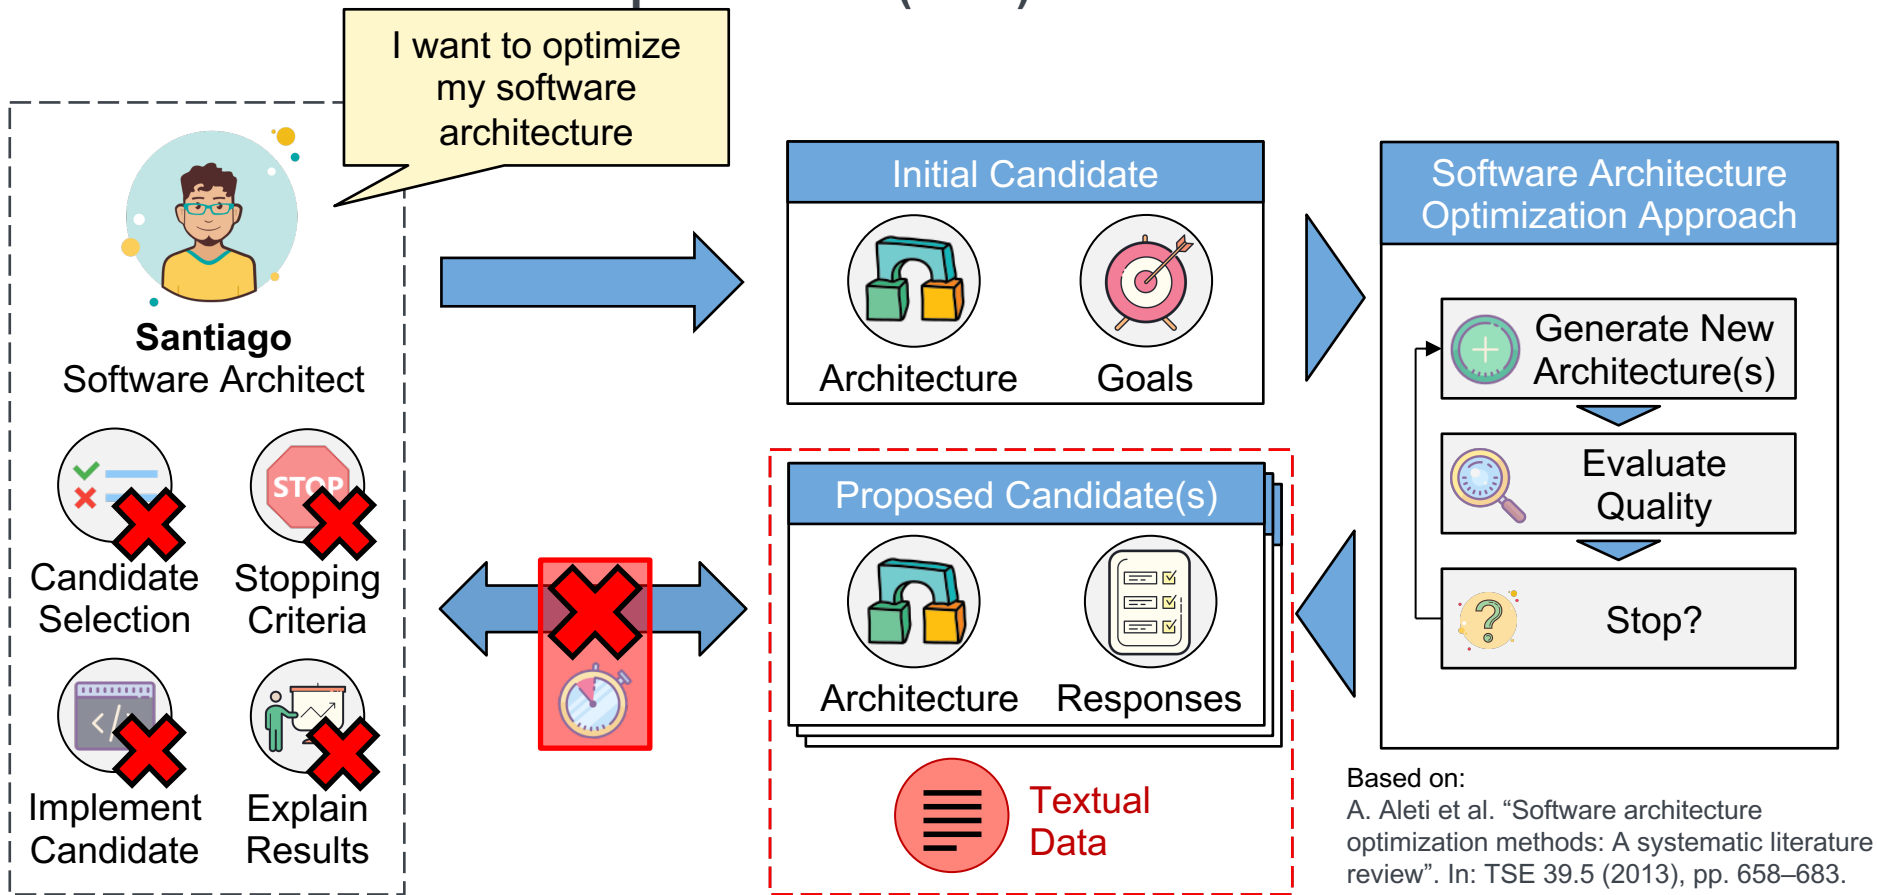 I want to optimize
my software
architecture
Santiago
Software Architect
Candidate
Selection
Stopping
Criteria
Implement
Candidate
Explain
Results
STOP
Initial Candidate
Architecture
Goals
Proposed Candidate(s)
Architecture
Responses
Textual
Data
Software Architecture
Optimization Approach
Generate New
Architecture(s)
Evaluate
Quality
Stop?
Based on:
A. Aleti et al. “Software architecture
optimization methods: A systematic literature
review”. In: TSE 39.5 (2013), pp. 658–683.